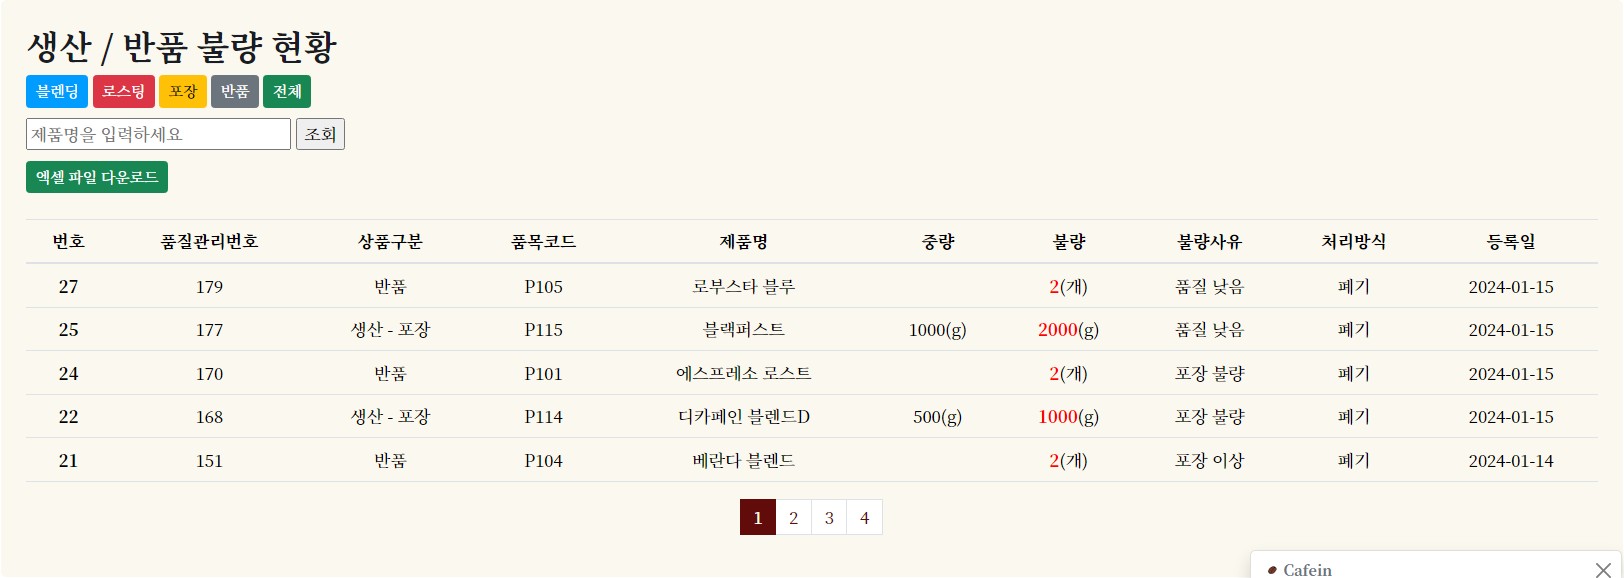 생산 / 반품 불량 현황
블렌딩 로스팅 포장 반품 전체
제품명을 입력하세요 조회
엑셀 파일 다운로드
번호 품질관리번호 상품구분 품목코드 제품명 중량 불량 불량사유 처리방식 등록일
27 179 반품 P105 로부스타 블루 2(개) 품질 낮음 폐기 2024-01-15
25 177 생산 - 포장 P115 블랙퍼스트 1000(g) 2000(g) 품질 낮음 폐기 2024-01-15
24 170 반품 P101 에스프레소 로스트 2(개) 포장 불량 폐기 2024-01-15
22 168 생산 - 포장 P114 디카페인 블렌드D 500(g) 1000(g) 포장 불량 폐기 2024-01-15
21 151 반품 P104 베란다 블렌드 2(개) 포장 이상 폐기 2024-01-14
1 2 3 4
Cafein